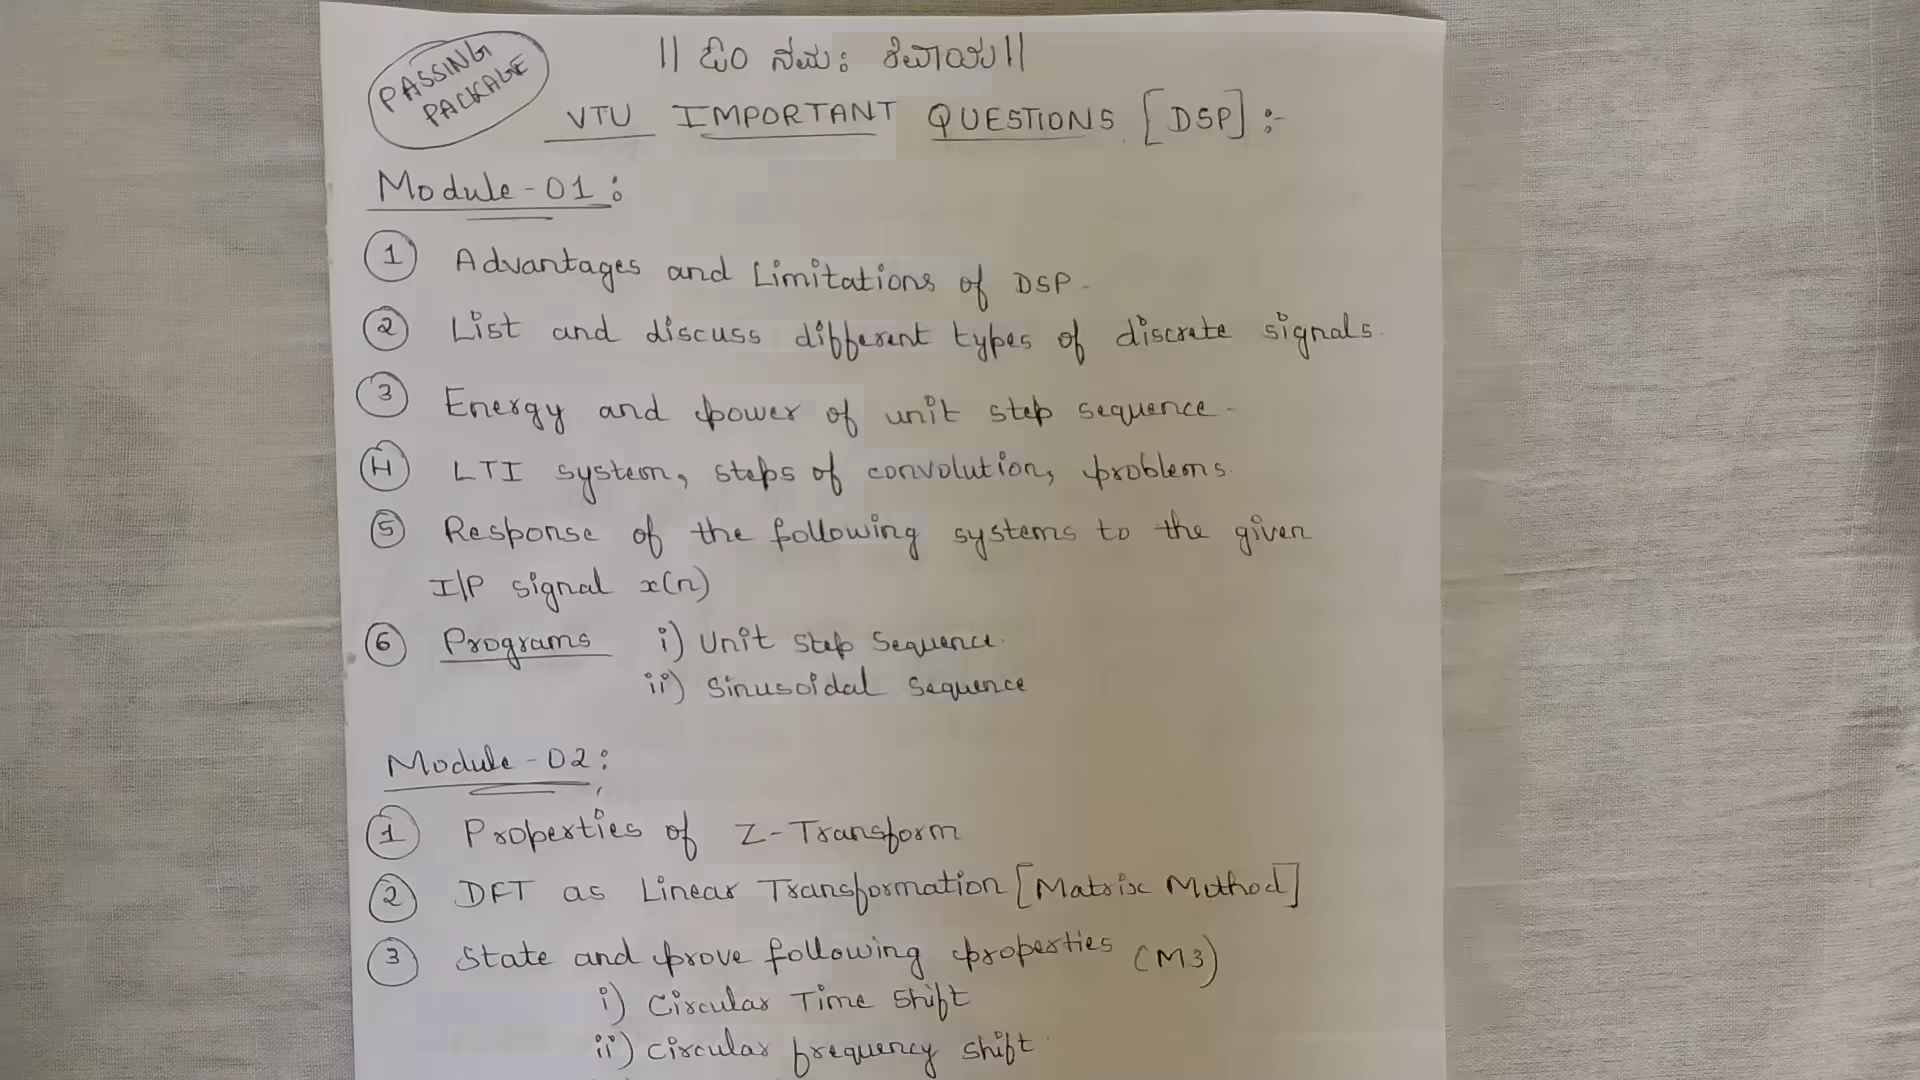 PASSING
PACKAGE
|| ಓಂ ನಮಃ ಶಿವಾಯ ||
VTU IMPORTANT QUESTIONS [DSP] :-
Module-01 :
1 Advantages and Limitations of DSP.
2 List and discuss different types of discrete signals.
3 Energy and power of unit step sequence.
4 LTI system, steps of convolution, problems.
5 Response of the following systems to the given
I/P signal x(n)
6 Programs i) Unit Step Sequence.
ii) Sinusoidal Sequence
Module-02 :
1 Properties of Z-Transform
2 DFT as Linear Transformation [Matrix Method]
3 State and prove following properties (M3)
i) Circular Time Shift
ii) Circular frequency shift